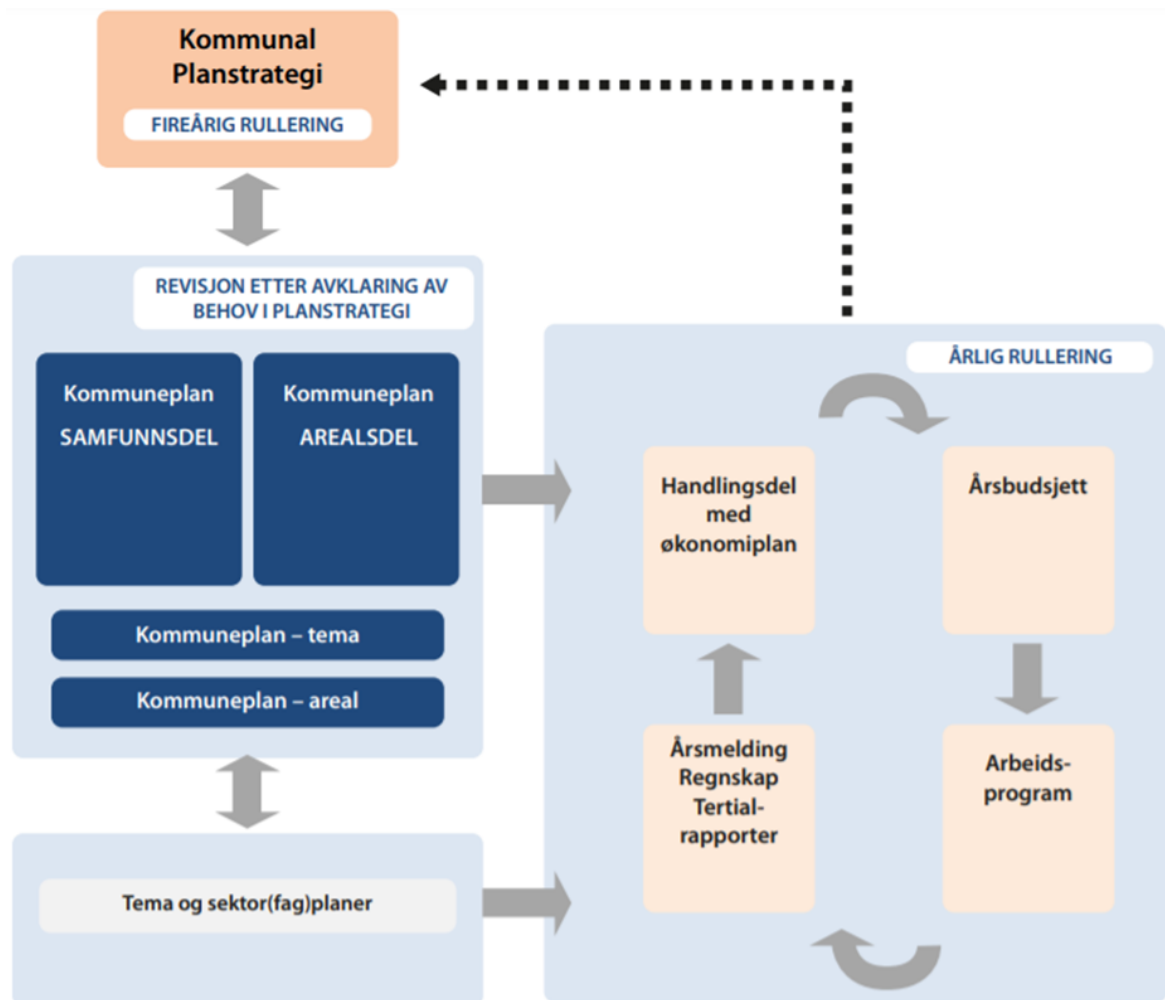 Kommunal
Planstrategi
FIREÅRIG RULLERING
REVISJON ETTER AVKLARING AV
BEHOV I PLANSTRATEGI
Kommuneplan
SAMFUNNSDEL
Kommuneplan
AREALSDEL
Kommuneplan – tema
Kommuneplan – areal
Tema og sektor(fag)planer
ÅRLIG RULLERING
Handlingsdel
med
økonomiplan
Årsbudsjett
Årsmelding
Regnskap
Tertial-
rapporter
Arbeids-
program